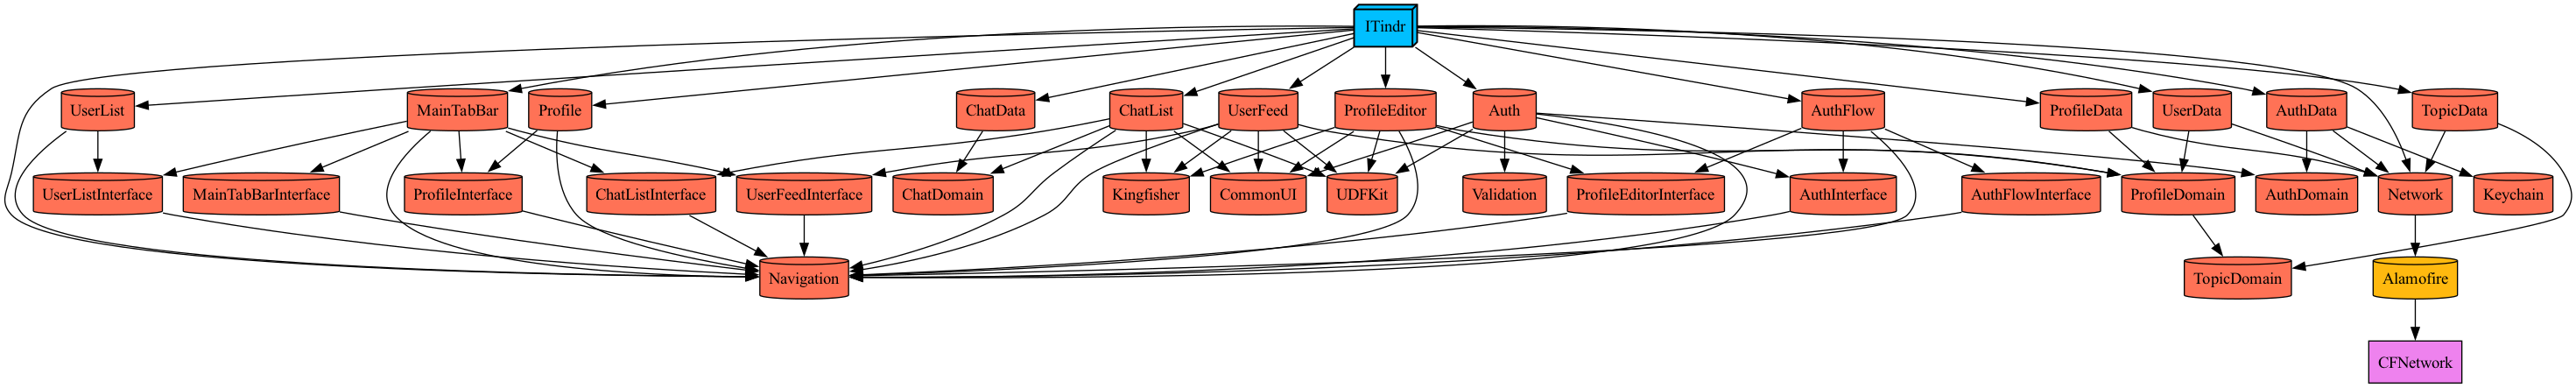 ITindr
UserList
MainTabBar
Profile
ChatData
ChatList
UserFeed
ProfileEditor
Auth
AuthFlow
ProfileData
UserData
AuthData
TopicData
UserListInterface
MainTabBarInterface
ProfileInterface
ChatListInterface
UserFeedInterface
ChatDomain
Kingfisher
CommonUI
UDFKit
Validation
ProfileEditorInterface
AuthInterface
AuthFlowInterface
ProfileDomain
AuthDomain
Network
Keychain
Navigation
TopicDomain
Alamofire
CFNetwork